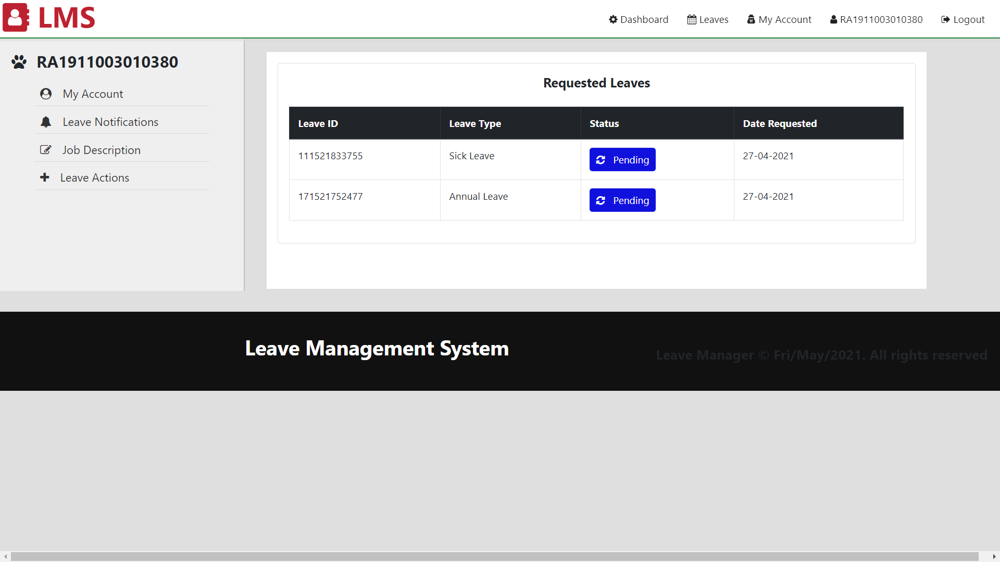 LMS
Dashboard Leaves My Account RA1911003010380 Logout
RA1911003010380
My Account
Leave Notifications
Job Description
Leave Actions
Requested Leaves
Leave ID Leave Type Status Date Requested
111521833755 Sick Leave Pending 27-04-2021
171521752477 Annual Leave Pending 27-04-2021
Leave Management System
Leave Manager © Fri/May/2021. All rights reserved